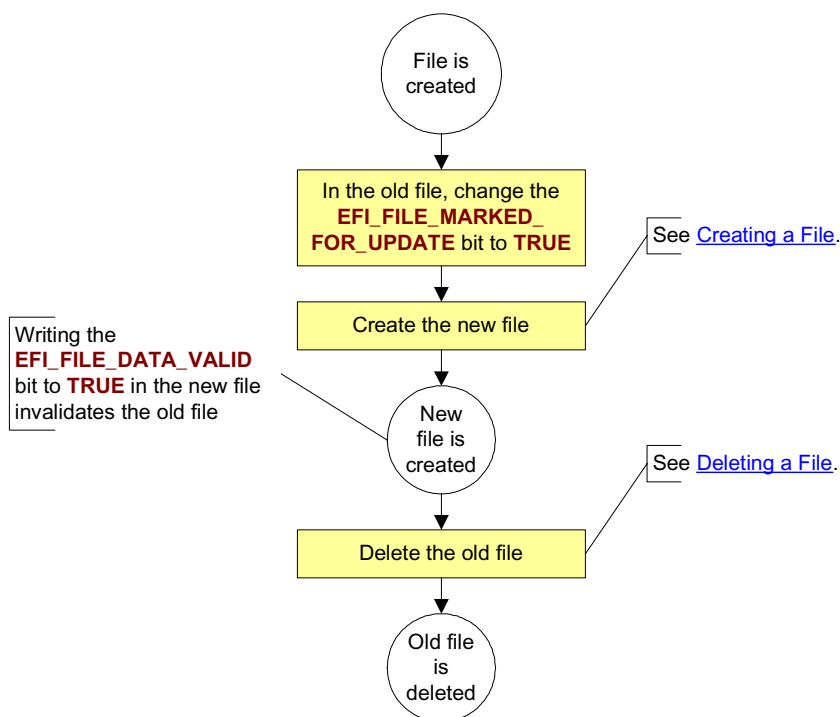 File is
created
In the old file, change the
EFI_FILE_MARKED_
FOR_UPDATE bit to TRUE
See Creating a File.
Create the new file
Writing the
EFI_FILE_DATA_VALID
bit to TRUE in the new file
invalidates the old file
New
file is
created
See Deleting a File.
Delete the old file
Old file
is
deleted